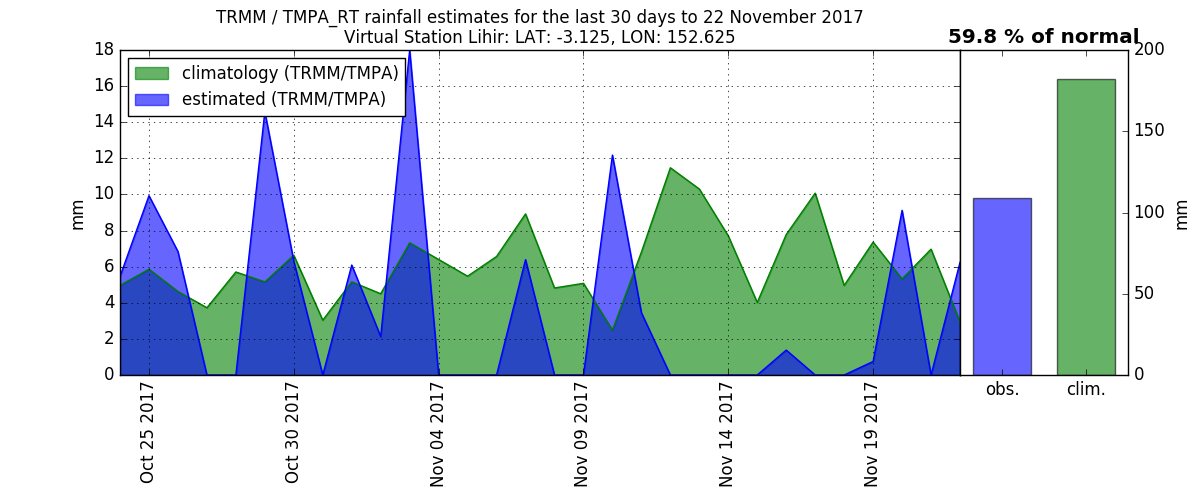 TRMM / TMPA_RT rainfall estimates for the last 30 days to 22 November 2017
Virtual Station Lihir: LAT: -3.125, LON: 152.625
59.8 % of normal
climatology (TRMM/TMPA)
estimated (TRMM/TMPA)
18
16
14
12
10
8
6
4
2
0
mm
Oct 25 2017
Oct 30 2017
Nov 04 2017
Nov 09 2017
Nov 14 2017
Nov 19 2017
200
150
100
50
0
mm
obs.
clim.